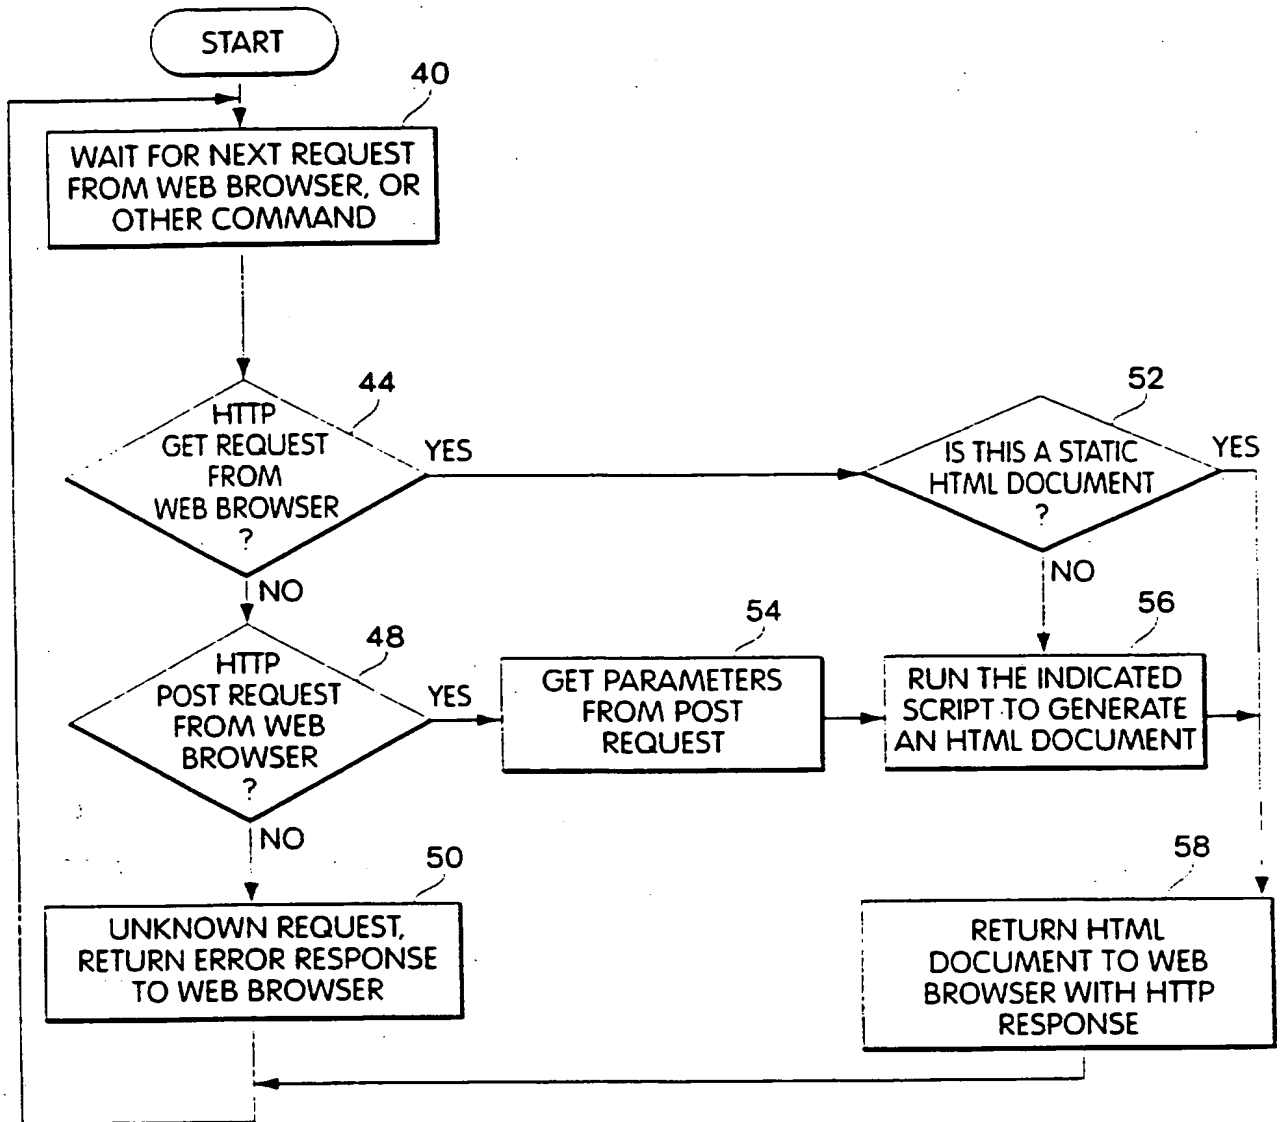 START
40
WAIT FOR NEXT REQUEST
FROM WEB BROWSER, OR
OTHER COMMAND
44
HTTP
GET REQUEST
FROM
WEB BROWSER
?
YES
NO
52
IS THIS A STATIC
HTML DOCUMENT
?
YES
NO
48
HTTP
POST REQUEST
FROM WEB
BROWSER
?
YES
NO
54
GET PARAMETERS
FROM POST
REQUEST
56
RUN THE INDICATED
SCRIPT TO GENERATE
AN HTML DOCUMENT
50
UNKNOWN REQUEST,
RETURN ERROR RESPONSE
TO WEB BROWSER
58
RETURN HTML
DOCUMENT TO WEB
BROWSER WITH HTTP
RESPONSE